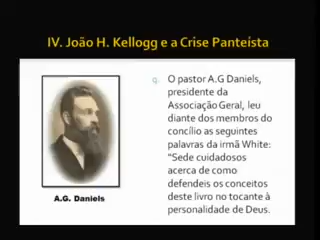 IV. João H. Kellogg e a Crise Panteísta
O pastor A.G Daniels,
presidente da
Associação Geral, leu
diante dos membros do
concílio as seguintes
palavras da irmã White:
"Sede cuidadosos
acerca de como
defendeis os conceitos
deste livro no tocante à
personalidade de Deus.
A.G. Daniels